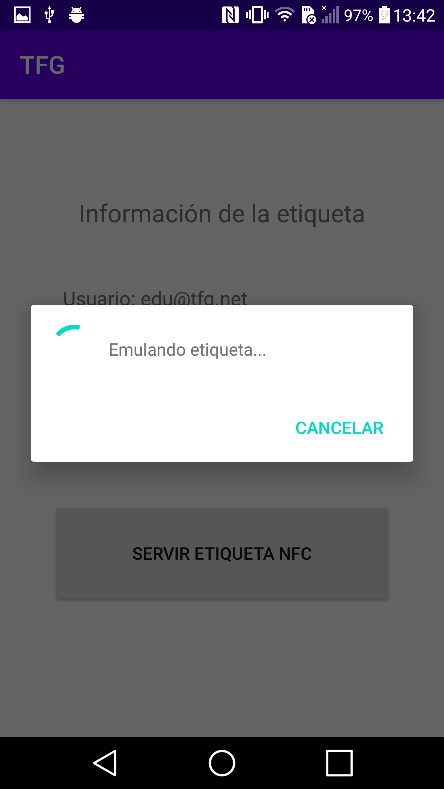 97% 13:42
TFG
Información de la etiqueta
Usuario: edu@tfg.net
Emulando etiqueta...
CANCELAR
SERVIR ETIQUETA NFC